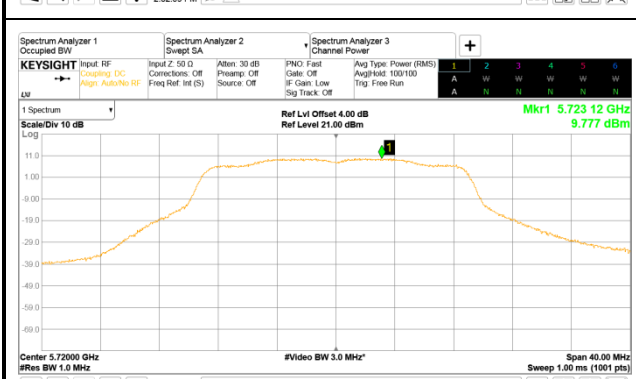 Spectrum Analyzer 1
Occupied BW
Spectrum Analyzer 2
Swept SA
Spectrum Analyzer 3
Channel Power
+
KEYSIGHT
Input: RF
Coupling: DC
Align: Auto/No RF
Input Z: 50 Ω
Corrections: Off
Freq Ref: Int (S)
Atten: 30 dB
Preamp: Off
Source: Off
PNO: Fast
Gate: Off
IF Gain: Low
Sig Track: Off
Avg Type: Power (RMS)
Avg|Hold: 100/100
Trig: Free Run
1 2 3 4 5 6
A W W W W W
A N N N N N
1 Spectrum
Scale/Div 10 dB
Log
Ref Lvl Offset 4.00 dB
Ref Level 21.00 dBm
Mkr1 5.723 12 GHz
9.777 dBm
1
11.0
1.00
-9.00
-19.0
-29.0
-39.0
-49.0
-59.0
-69.0
Center 5.72000 GHz
#Res BW 1.0 MHz
#Video BW 3.0 MHz*
Span 40.00 MHz
Sweep 1.00 ms (1001 pts)